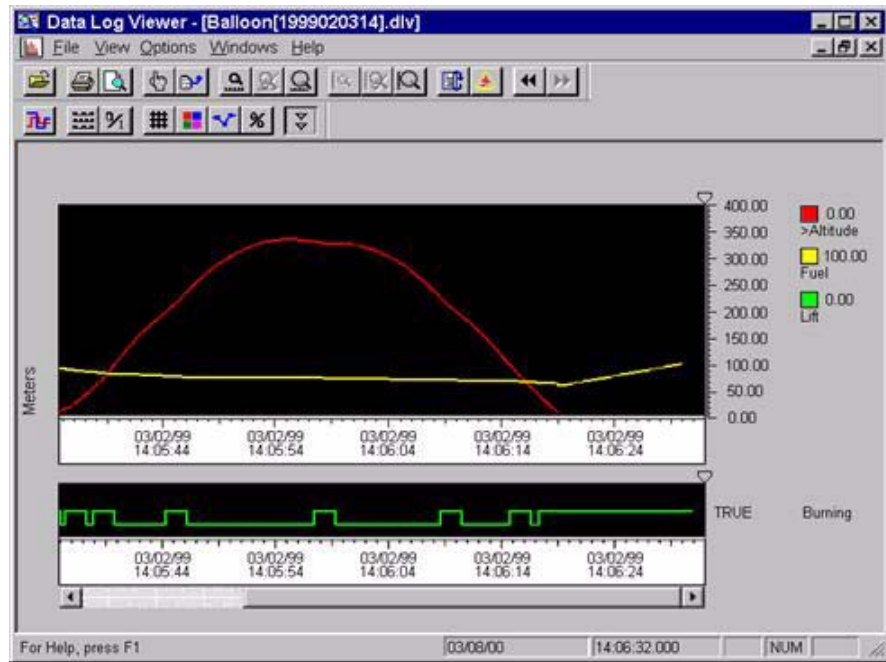 Data Log Viewer - [Balloon[1999020314].dlv]
File View Options Windows Help
0/1 # %
400.00
350.00
300.00
250.00
200.00
150.00
100.00
50.00
0.00
0.00
>Altitude
100.00
Fuel
0.00
Lift
Meters
03/02/99 03/02/99 03/02/99 03/02/99 03/02/99
14:05:44 14:05:54 14:06:04 14:06:14 14:06:24
TRUE Burning
03/02/99 03/02/99 03/02/99 03/02/99 03/02/99
14:05:44 14:05:54 14:06:04 14:06:14 14:06:24
For Help, press F1 03/08/00 14:06:32.000 NUM